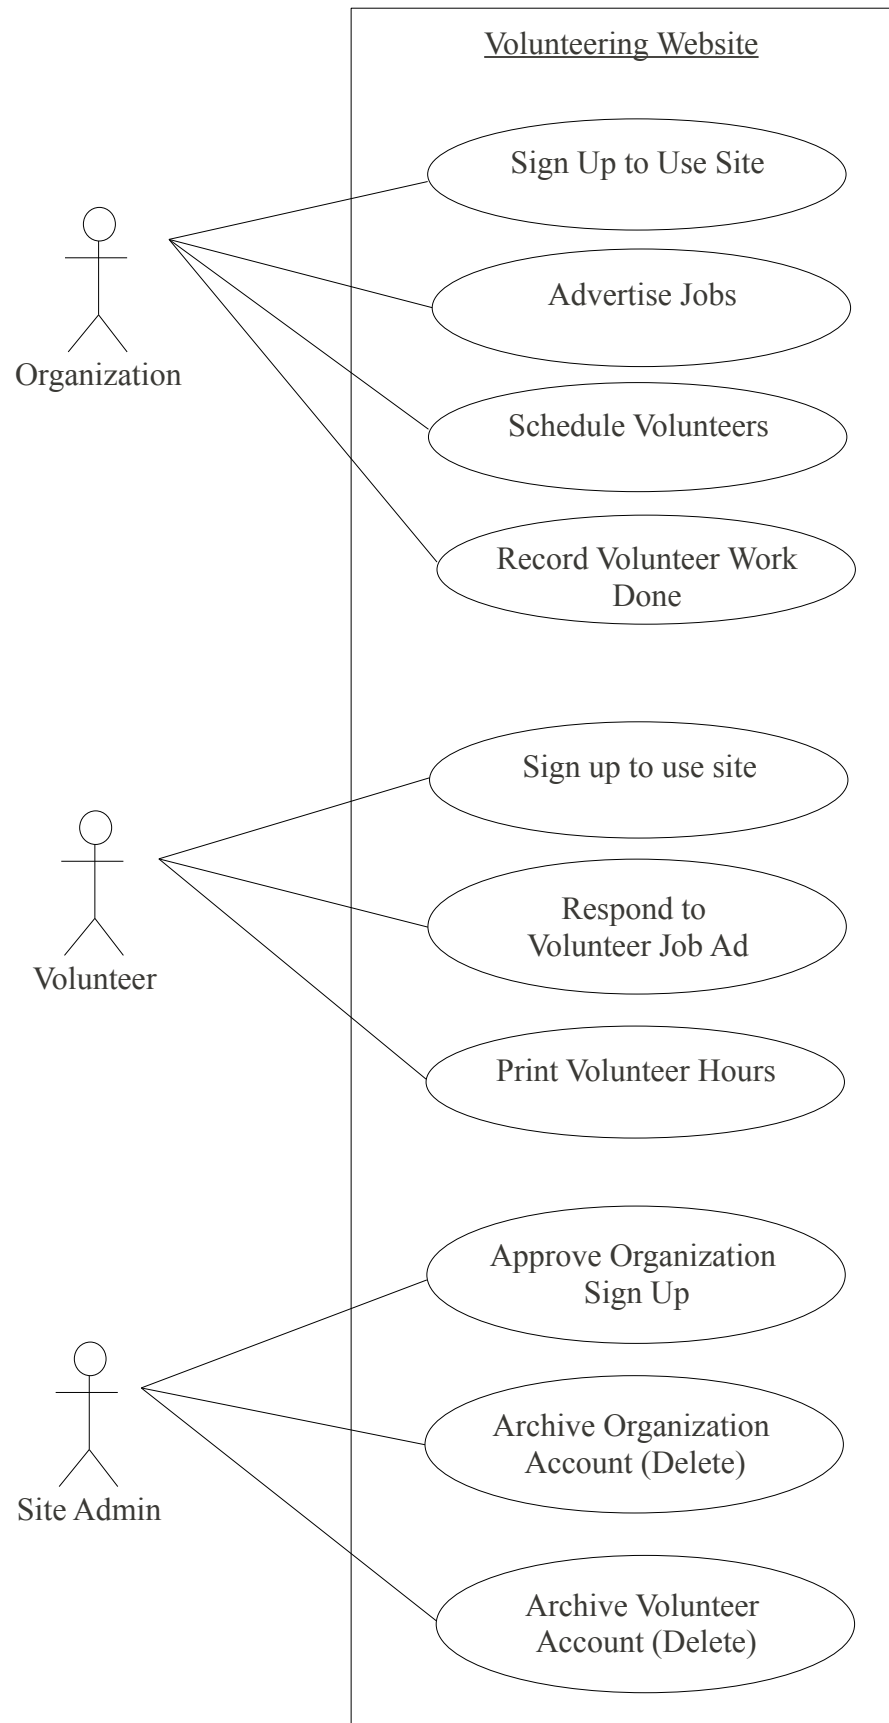 Volunteering Website
Sign Up to Use Site
Advertise Jobs
Organization
Schedule Volunteers
Record Volunteer Work
Done
Sign up to use site
Respond to
Volunteer Job Ad
Volunteer
Print Volunteer Hours
Approve Organization
Sign Up
Archive Organization
Account (Delete)
Site Admin
Archive Volunteer
Account (Delete)